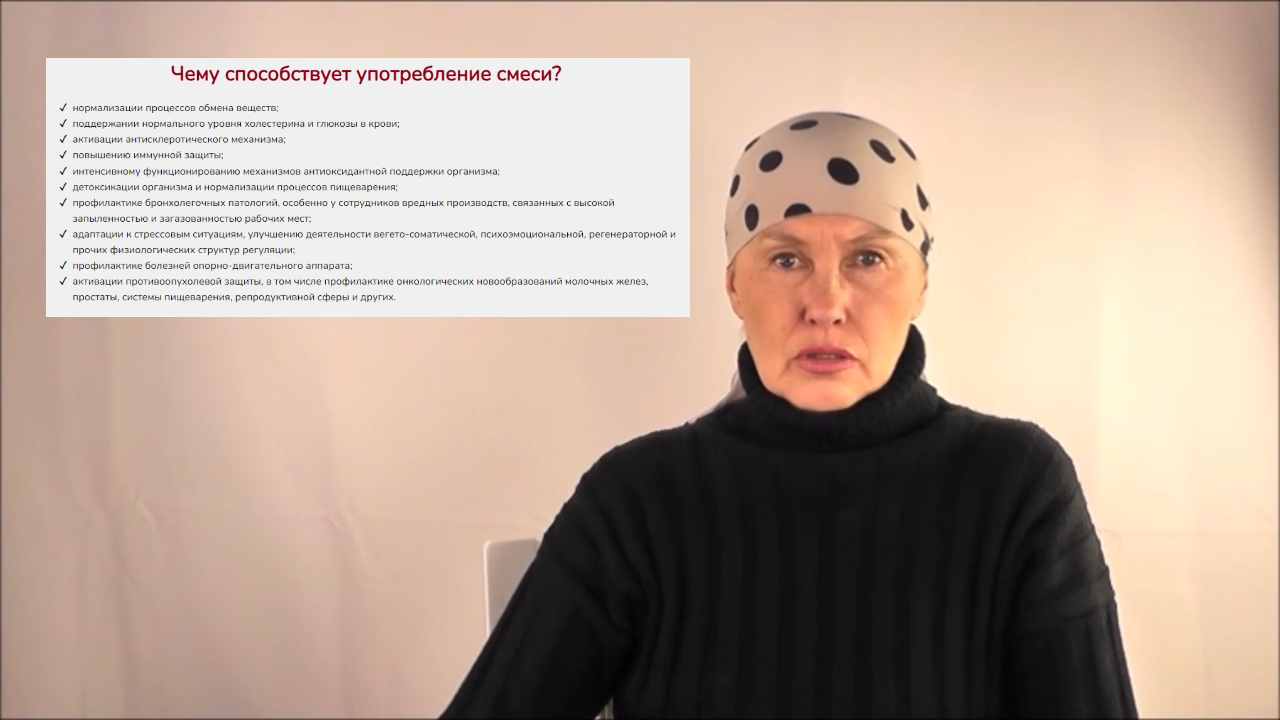 Чему способствует употребление смеси?
✓ нормализации процессов обмена веществ;
✓ поддержании нормального уровня холестерина и глюкозы в крови;
✓ активации антисклеротического механизма;
✓ повышению иммунной защиты;
✓ интенсивному функционированию механизмов антиоксидантной поддержки организма;
✓ детоксикации организма и нормализации процессов пищеварения;
✓ профилактике бронхолегочных патологий, особенно у сотрудников вредных производств, связанных с высокой
запыленностью и загазованностью рабочих мест;
✓ адаптации к стрессовым ситуациям, улучшению деятельности вегето-соматической, психоэмоциональной, регенераторной и
прочих физиологических структур регуляции;
✓ профилактике болезней опорно-двигательного аппарата;
✓ активации противоопухолевой защиты, в том числе профилактике онкологических новообразований молочных желез,
простаты, системы пищеварения, репродуктивной сферы и других.